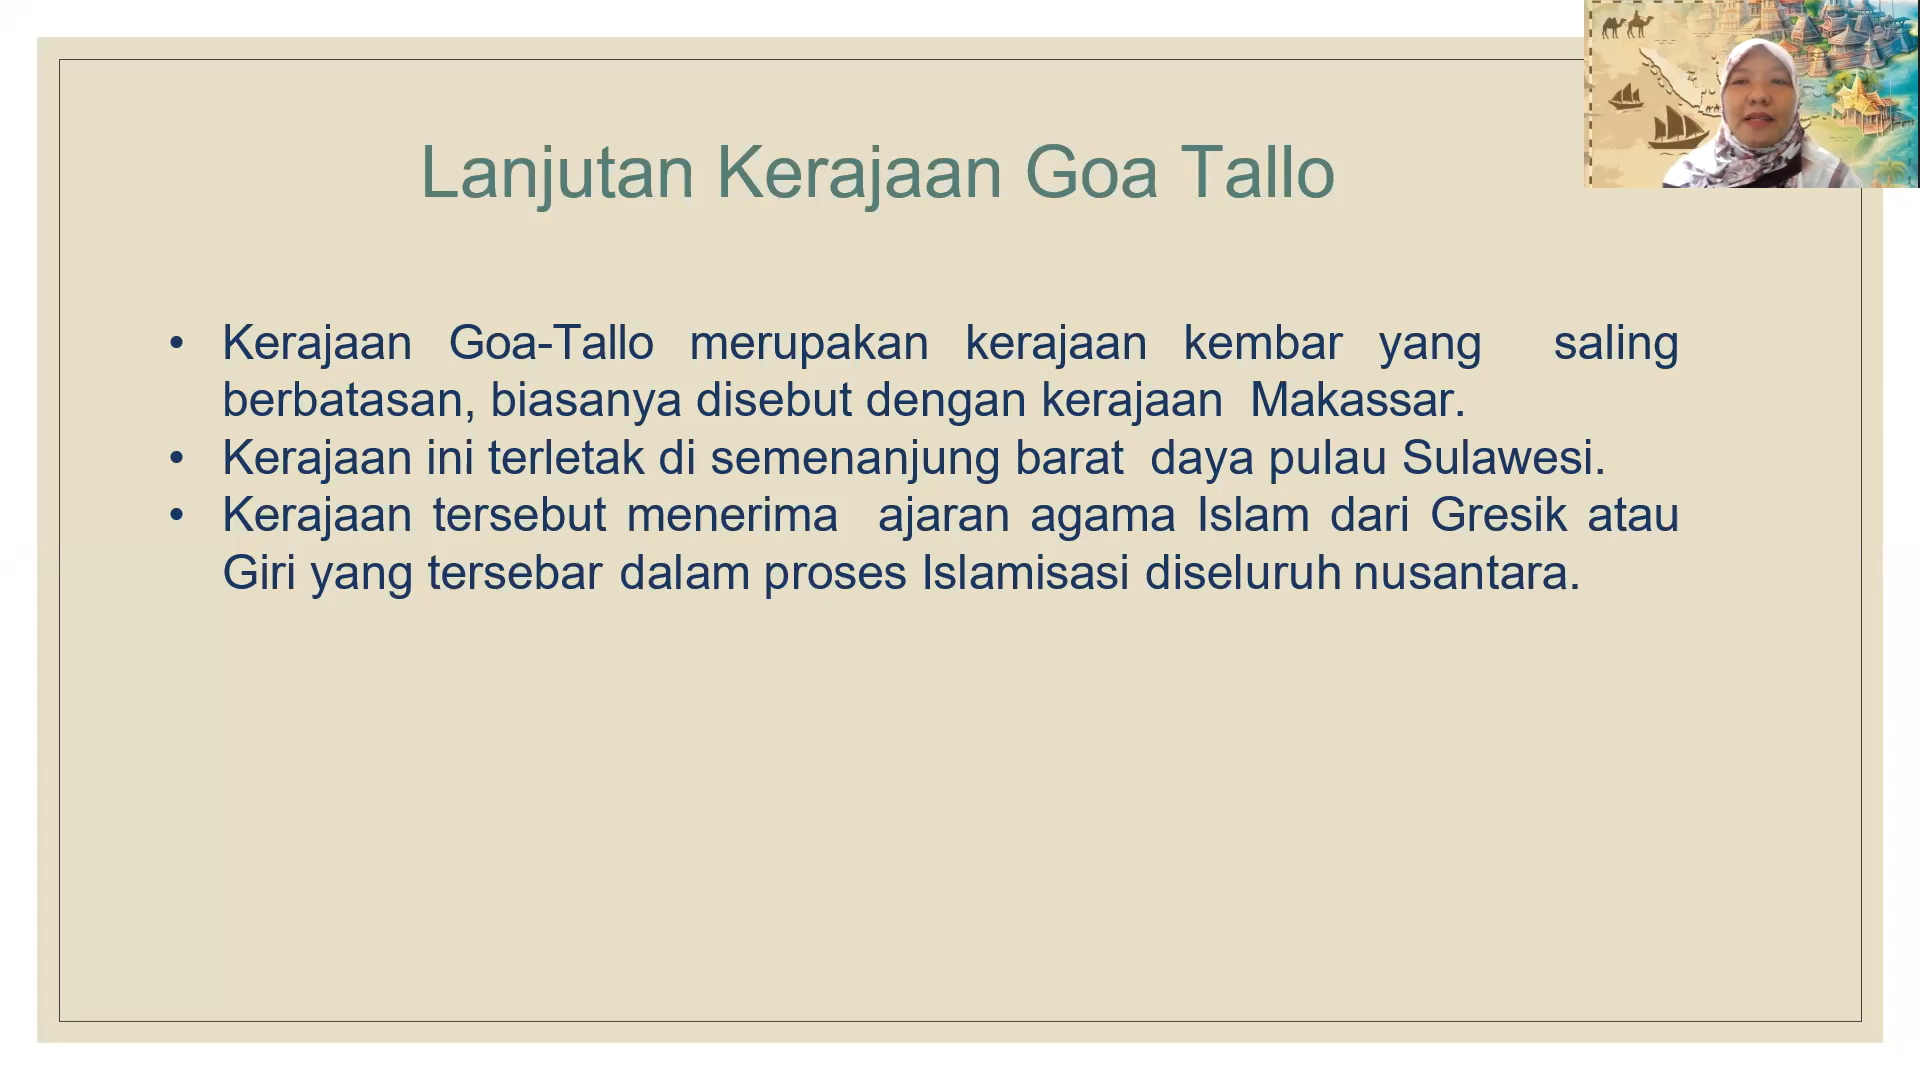 Lanjutan Kerajaan Goa Tallo
• Kerajaan Goa-Tallo merupakan kerajaan kembar yang saling
berbatasan, biasanya disebut dengan kerajaan Makassar.
• Kerajaan ini terletak di semenanjung barat daya pulau Sulawesi.
• Kerajaan tersebut menerima ajaran agama Islam dari Gresik atau
Giri yang tersebar dalam proses Islamisasi diseluruh nusantara.